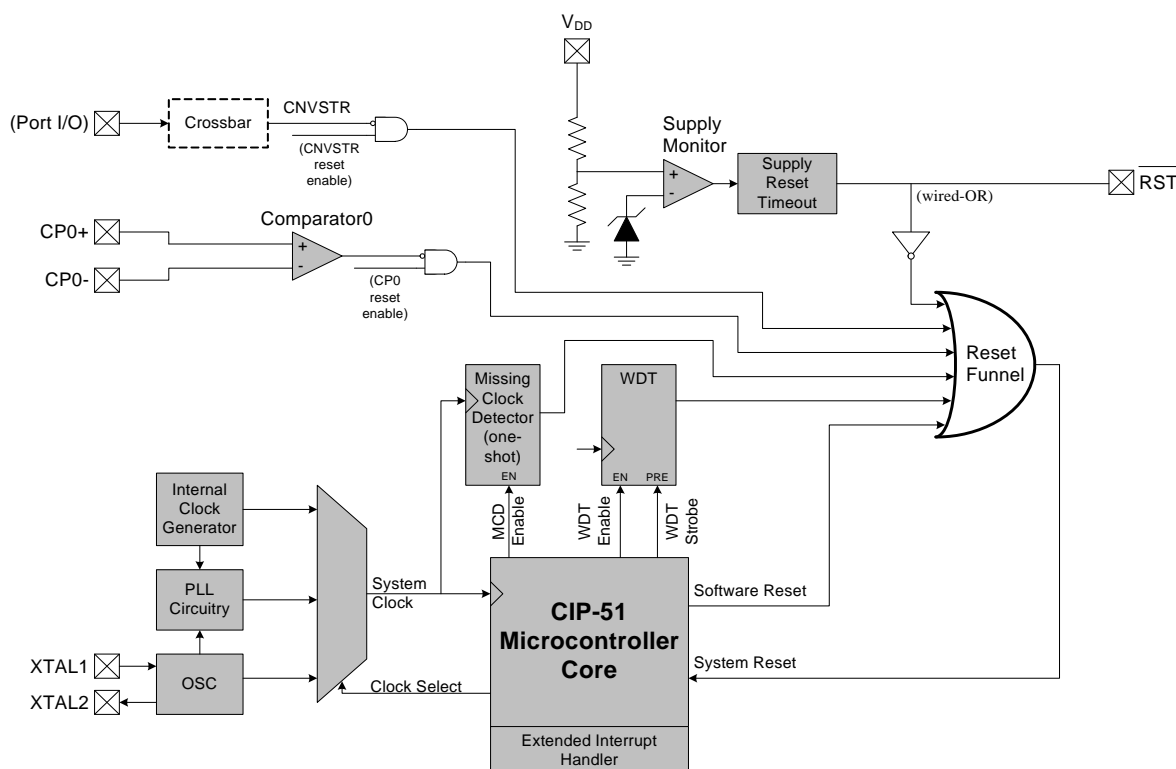 V_DD
(Port I/O)
Crossbar
CNVSTR
(CNVSTR
reset
enable)
Supply
Monitor
+
-
Supply
Reset
Timeout
(wired-OR)
RST
CP0+
CP0-
Comparator0
+
-
(CP0
reset
enable)
Reset
Funnel
Missing
Clock
Detector
(one-
shot)
EN
WDT
EN
PRE
MCD
Enable
WDT
Enable
WDT
Strobe
Internal
Clock
Generator
PLL
Circuitry
OSC
XTAL1
XTAL2
System
Clock
Clock Select
CIP-51
Microcontroller
Core
Software Reset
System Reset
Extended Interrupt
Handler